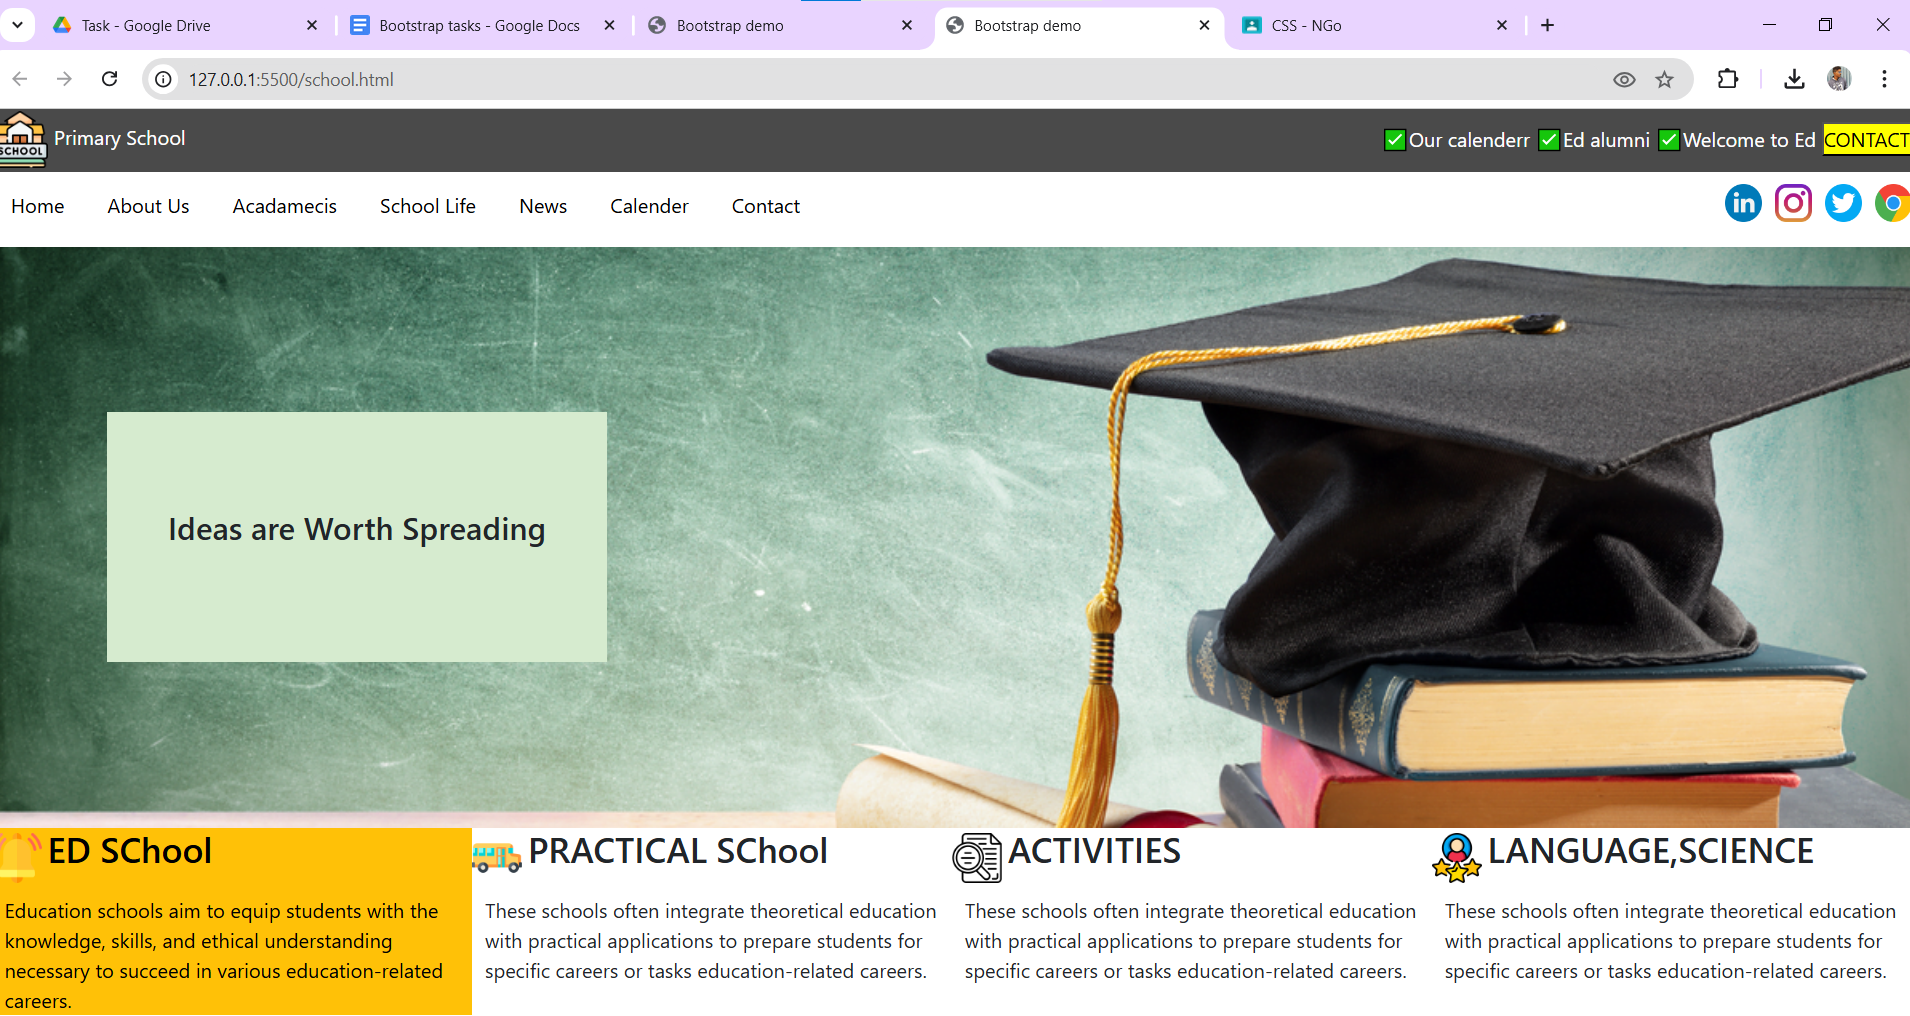 Task - Google Drive
Bootstrap tasks - Google Docs
Bootstrap demo
Bootstrap demo
CSS - NGo
127.0.0.1:5500/school.html
SCHOOL
Primary School
Our calenderr
Ed alumni
Welcome to Ed
CONTACT
Home
About Us
Acadamecis
School Life
News
Calender
Contact
in
Ideas are Worth Spreading
ED SChool
Education schools aim to equip students with the
knowledge, skills, and ethical understanding
necessary to succeed in various education-related
careers.
PRACTICAL SChool
These schools often integrate theoretical education
with practical applications to prepare students for
specific careers or tasks education-related careers.
ACTIVITIES
These schools often integrate theoretical education
with practical applications to prepare students for
specific careers or tasks education-related careers.
LANGUAGE,SCIENCE
These schools often integrate theoretical education
with practical applications to prepare students for
specific careers or tasks education-related careers.